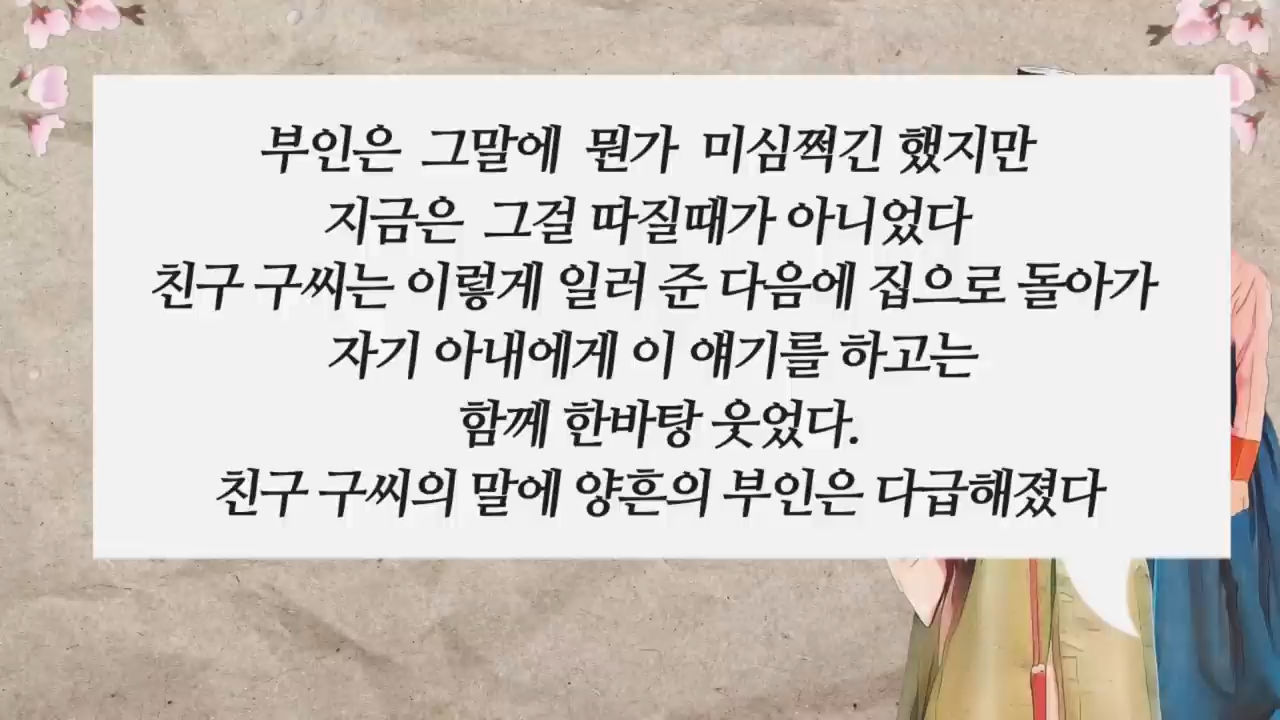 부인은 그말에 뭔가 미심쩍긴 했지만
지금은 그걸 따질때가 아니었다
친구 구씨는 이렇게 일러 준 다음에 집으로 돌아가
자기 아내에게 이 얘기를 하고는
함께 한바탕 웃었다.
친구 구씨의 말에 양흔의 부인은 다급해졌다